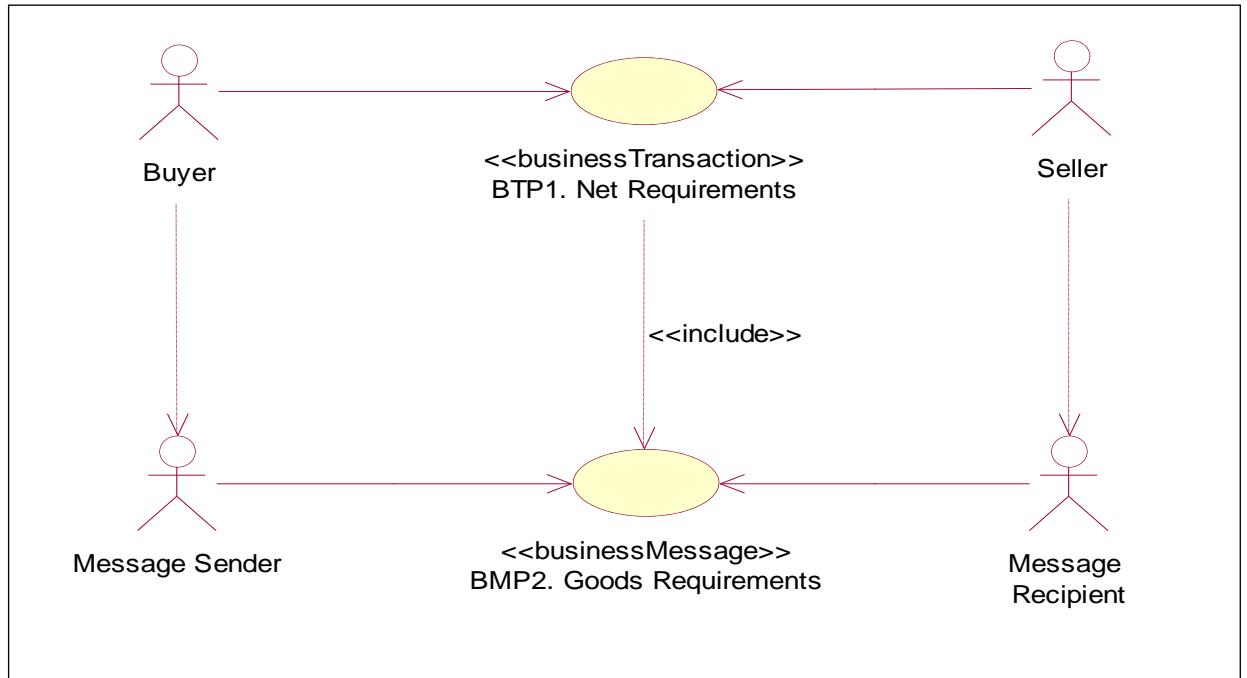 Buyer
<<businessTransaction>>
BTP1. Net Requirements
Seller
<<include>>
Message Sender
<<businessMessage>>
BMP2. Goods Requirements
Message
Recipient